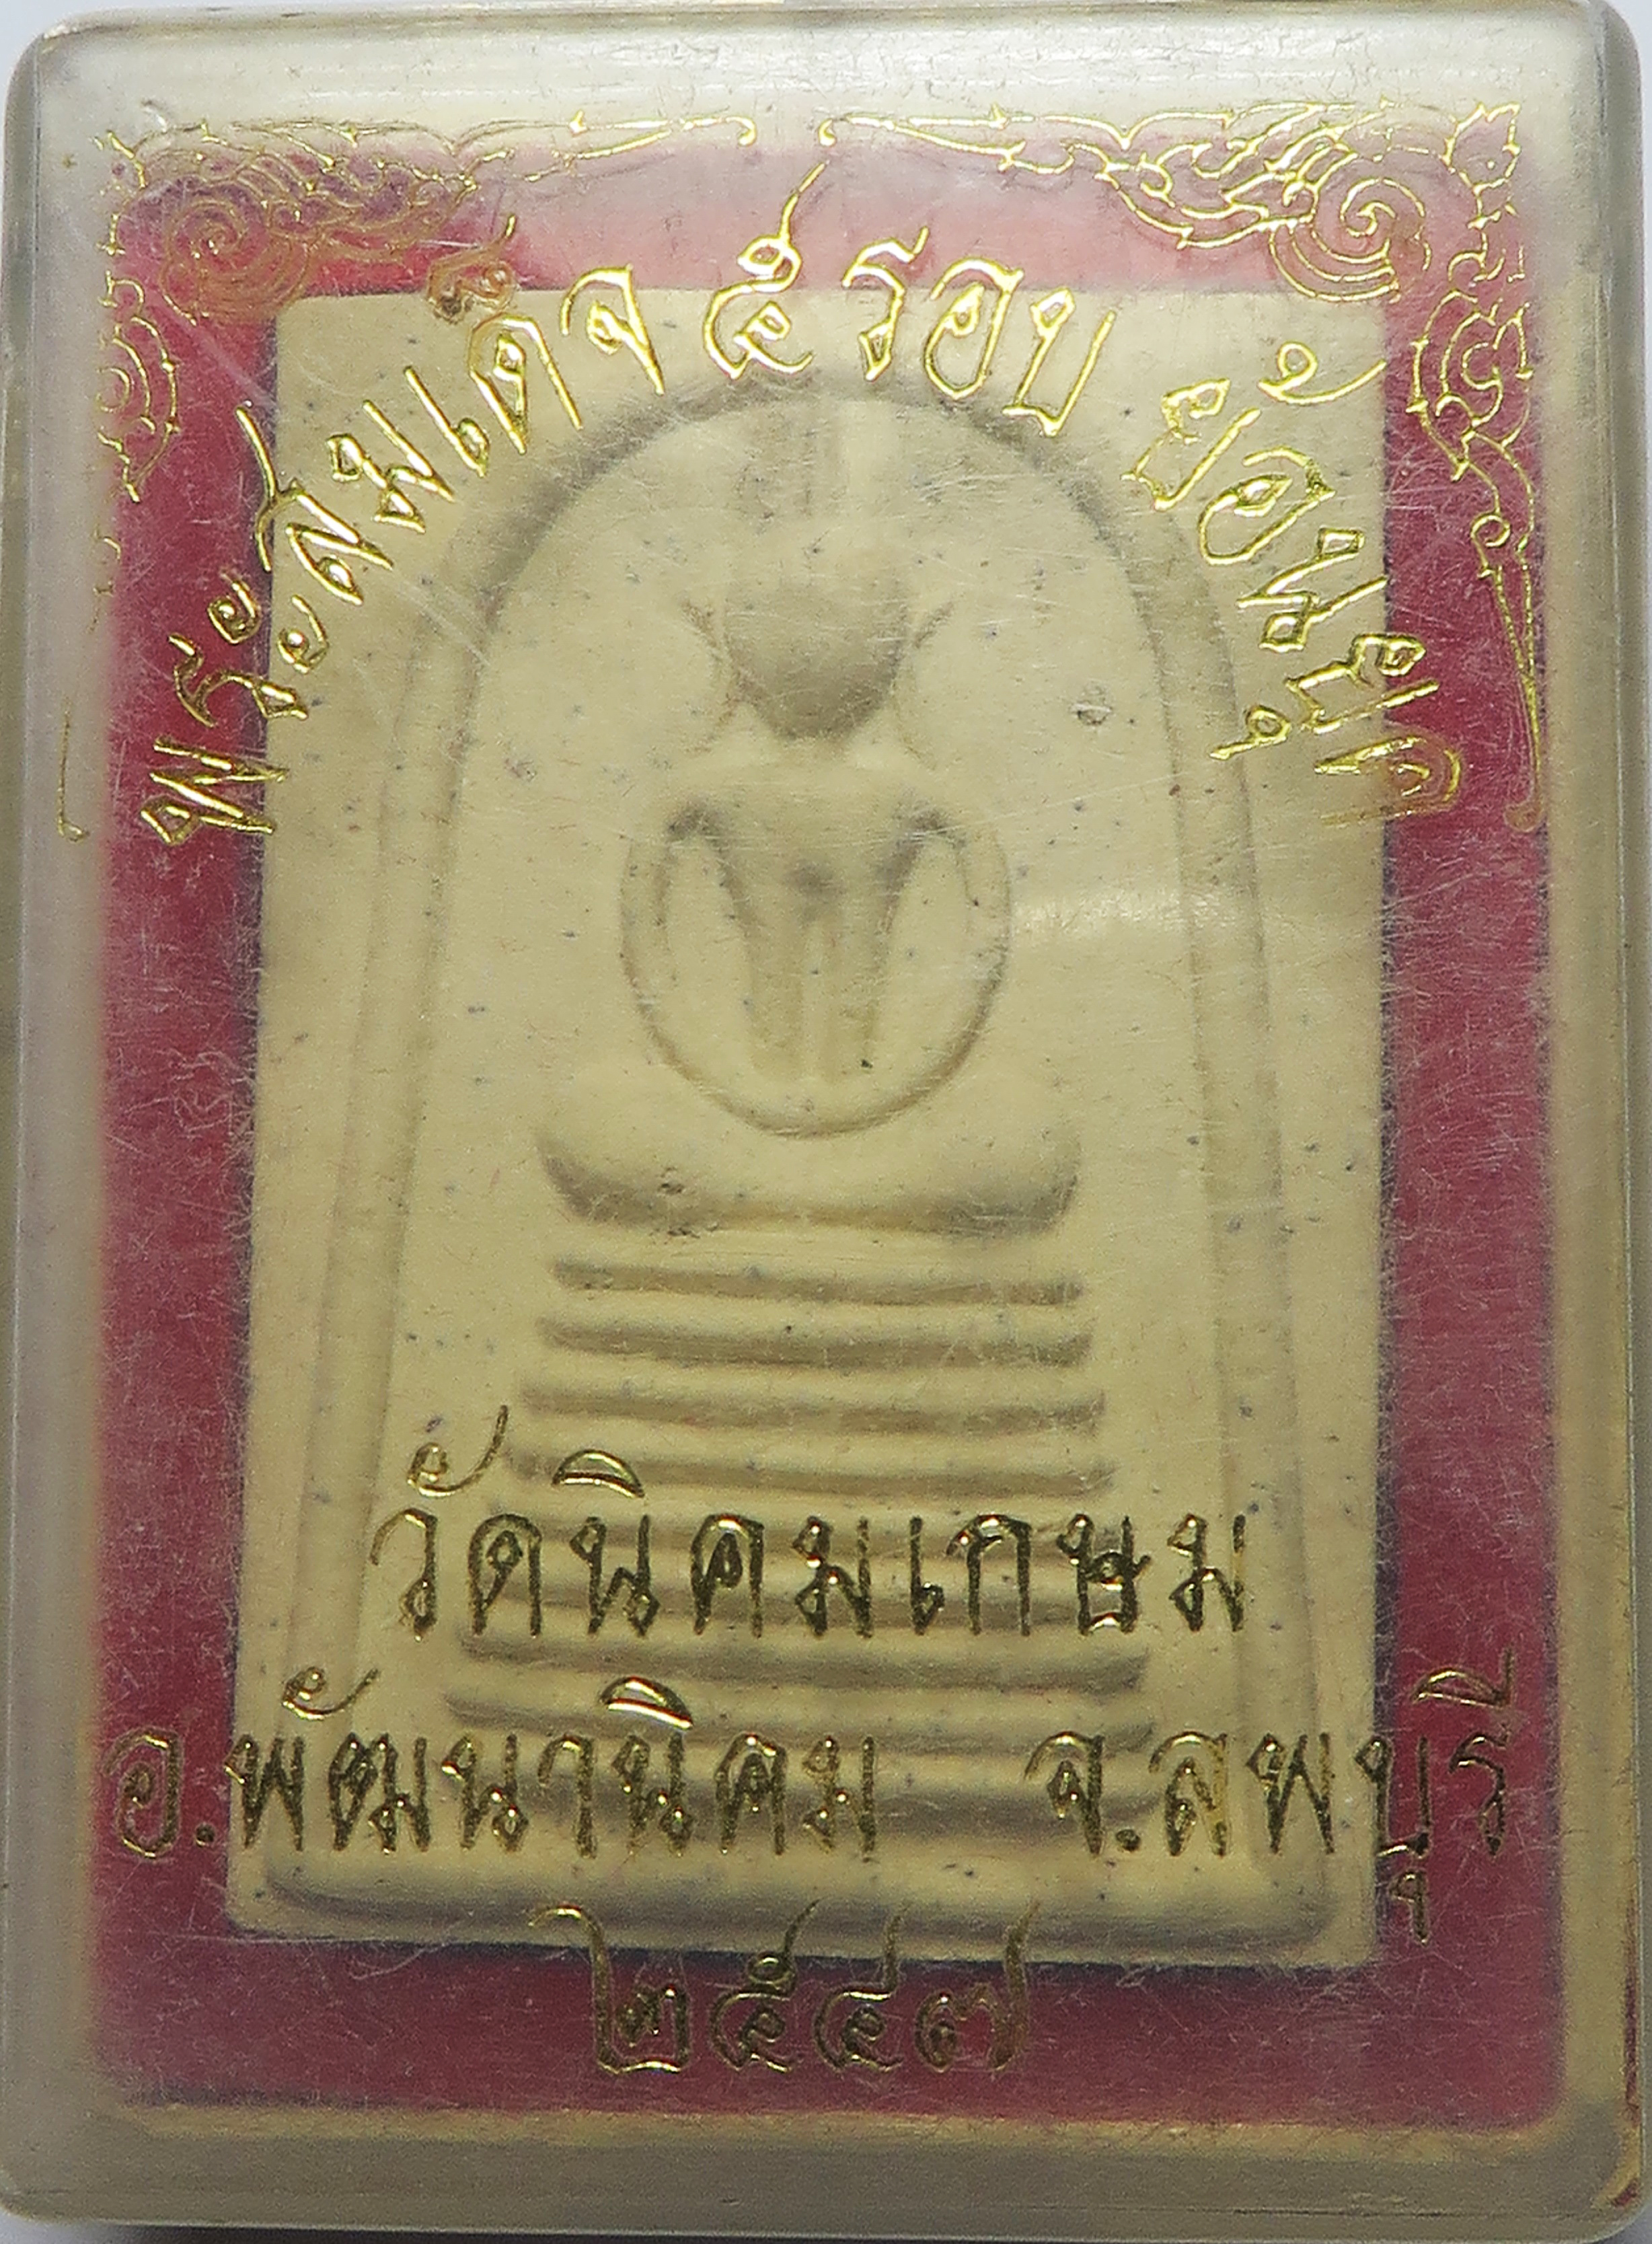 พระสมเด็จ ๕ รอบ ย้อนยุค
วัดนิคมเกษม
อ.พัฒนานิคม จ.ลพบุรี
๒๕๔๗